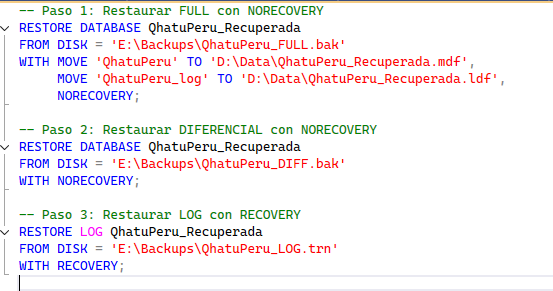 -- Paso 1: Restaurar FULL con NORECOVERY
RESTORE DATABASE QhatuPeru_Recuperada
FROM DISK = 'E:\Backups\QhatuPeru_FULL.bak'
WITH MOVE 'QhatuPeru' TO 'D:\Data\QhatuPeru_Recuperada.mdf',
     MOVE 'QhatuPeru_log' TO 'D:\Data\QhatuPeru_Recuperada.ldf',
     NORECOVERY;
-- Paso 2: Restaurar DIFERENCIAL con NORECOVERY
RESTORE DATABASE QhatuPeru_Recuperada
FROM DISK = 'E:\Backups\QhatuPeru_DIFF.bak'
WITH NORECOVERY;
-- Paso 3: Restaurar LOG con RECOVERY
RESTORE LOG QhatuPeru_Recuperada
FROM DISK = 'E:\Backups\QhatuPeru_LOG.trn'
WITH RECOVERY;